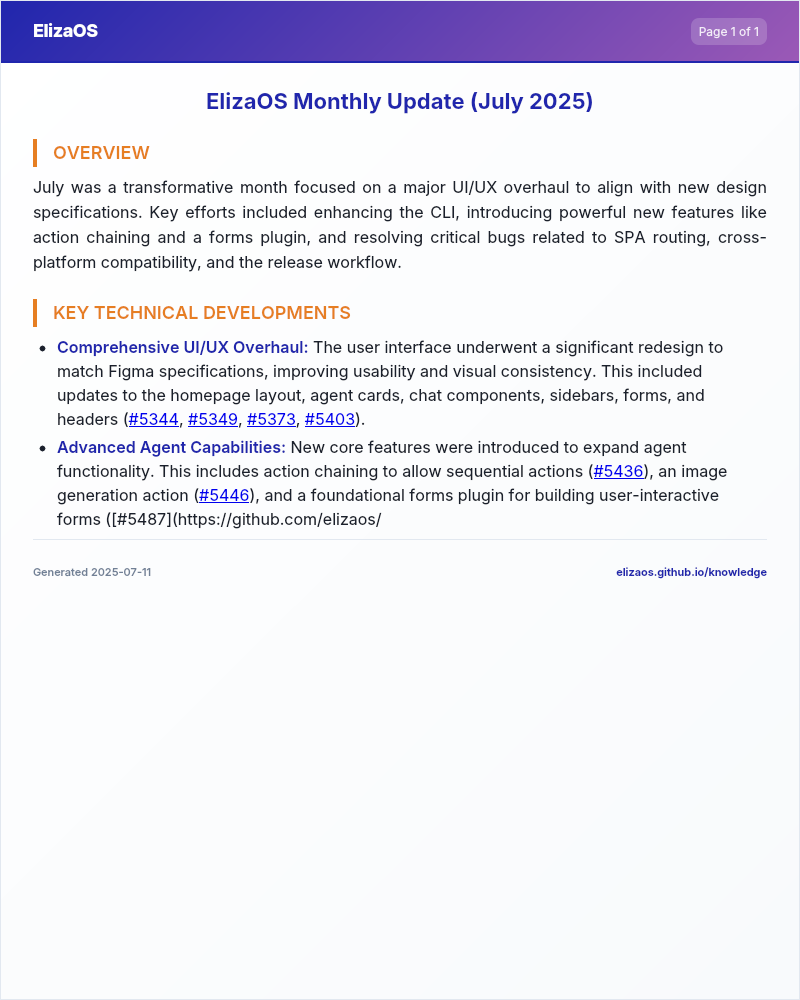 ElizaOS
Page 1 of 1
ElizaOS Monthly Update (July 2025)
OVERVIEW
July was a transformative month focused on a major UI/UX overhaul to align with new design
specifications. Key efforts included enhancing the CLI, introducing powerful new features like
action chaining and a forms plugin, and resolving critical bugs related to SPA routing, cross-
platform compatibility, and the release workflow.
KEY TECHNICAL DEVELOPMENTS
• Comprehensive UI/UX Overhaul: The user interface underwent a significant redesign to
match Figma specifications, improving usability and visual consistency. This included
updates to the homepage layout, agent cards, chat components, sidebars, forms, and
headers (#5344, #5349, #5373, #5403).
• Advanced Agent Capabilities: New core features were introduced to expand agent
functionality. This includes action chaining to allow sequential actions (#5436), an image
generation action (#5446), and a foundational forms plugin for building user-interactive
forms ([#5487](https://github.com/elizaos/
Generated 2025-07-11
elizaos.github.io/knowledge